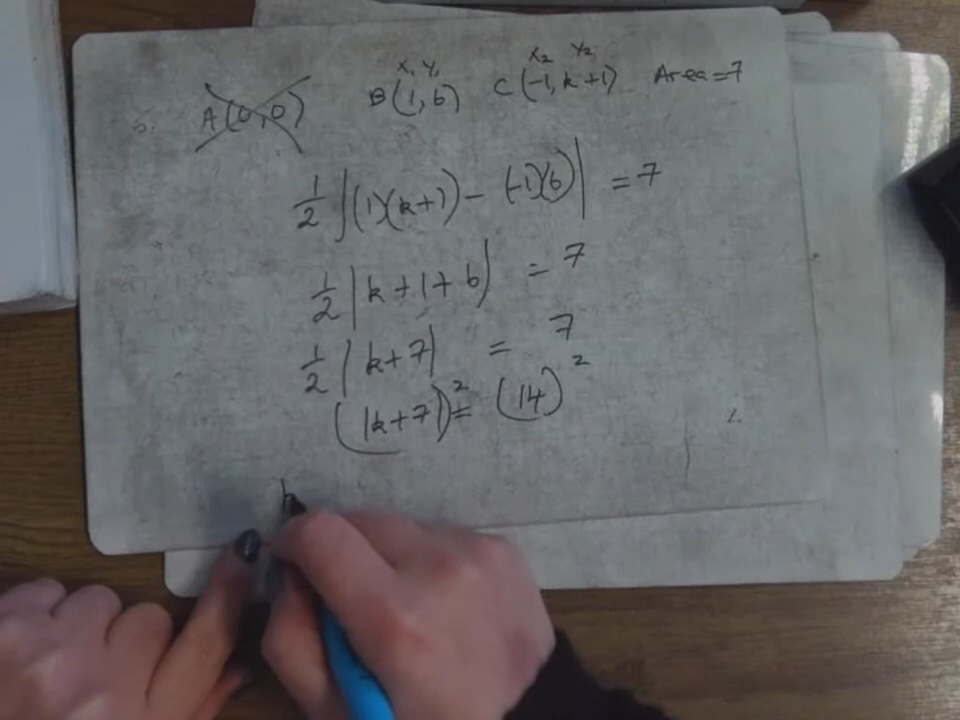 5. A(0,0) B(1,6) C(-1,k+1) Area=7
x₁ y₁ x₂ y₂
1/2 |(1)(k+1) - (-1)(6)| = 7
1/2 |k+1+6| = 7
1/2 |k+7| = 7
(|k+7|)² = (14)²
k